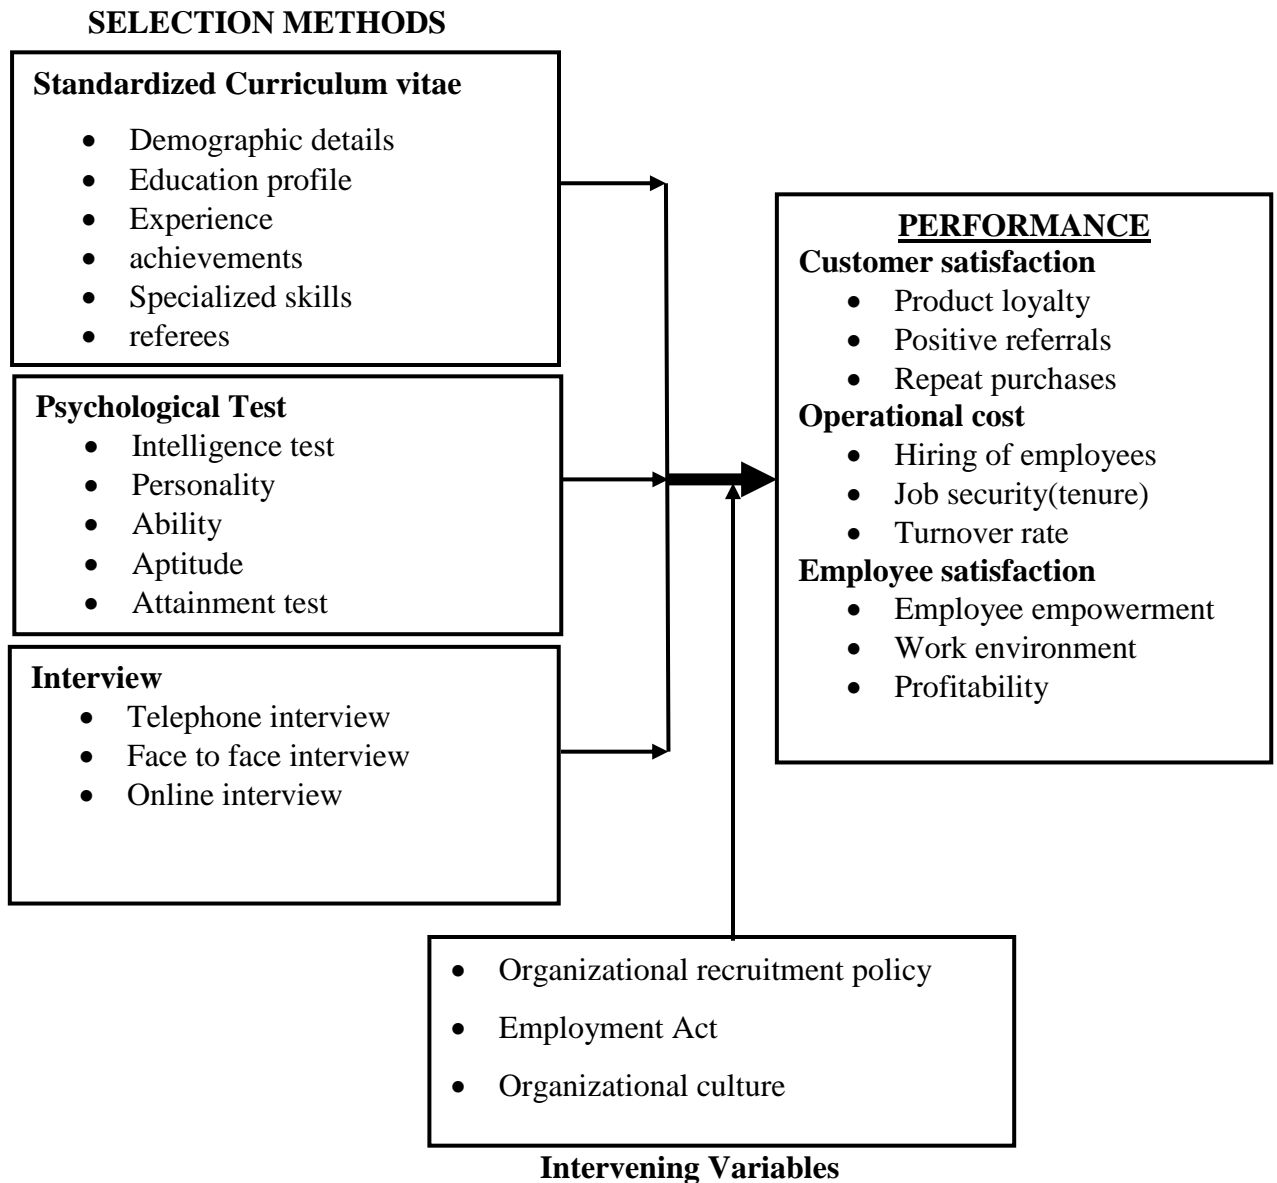 SELECTION METHODS
Standardized Curriculum vitae
• Demographic details
• Education profile
• Experience
• achievements
• Specialized skills
• referees
Psychological Test
• Intelligence test
• Personality
• Ability
• Aptitude
• Attainment test
Interview
• Telephone interview
• Face to face interview
• Online interview
PERFORMANCE
Customer satisfaction
• Product loyalty
• Positive referrals
• Repeat purchases
Operational cost
• Hiring of employees
• Job security(tenure)
• Turnover rate
Employee satisfaction
• Employee empowerment
• Work environment
• Profitability
• Organizational recruitment policy
• Employment Act
• Organizational culture
Intervening Variables